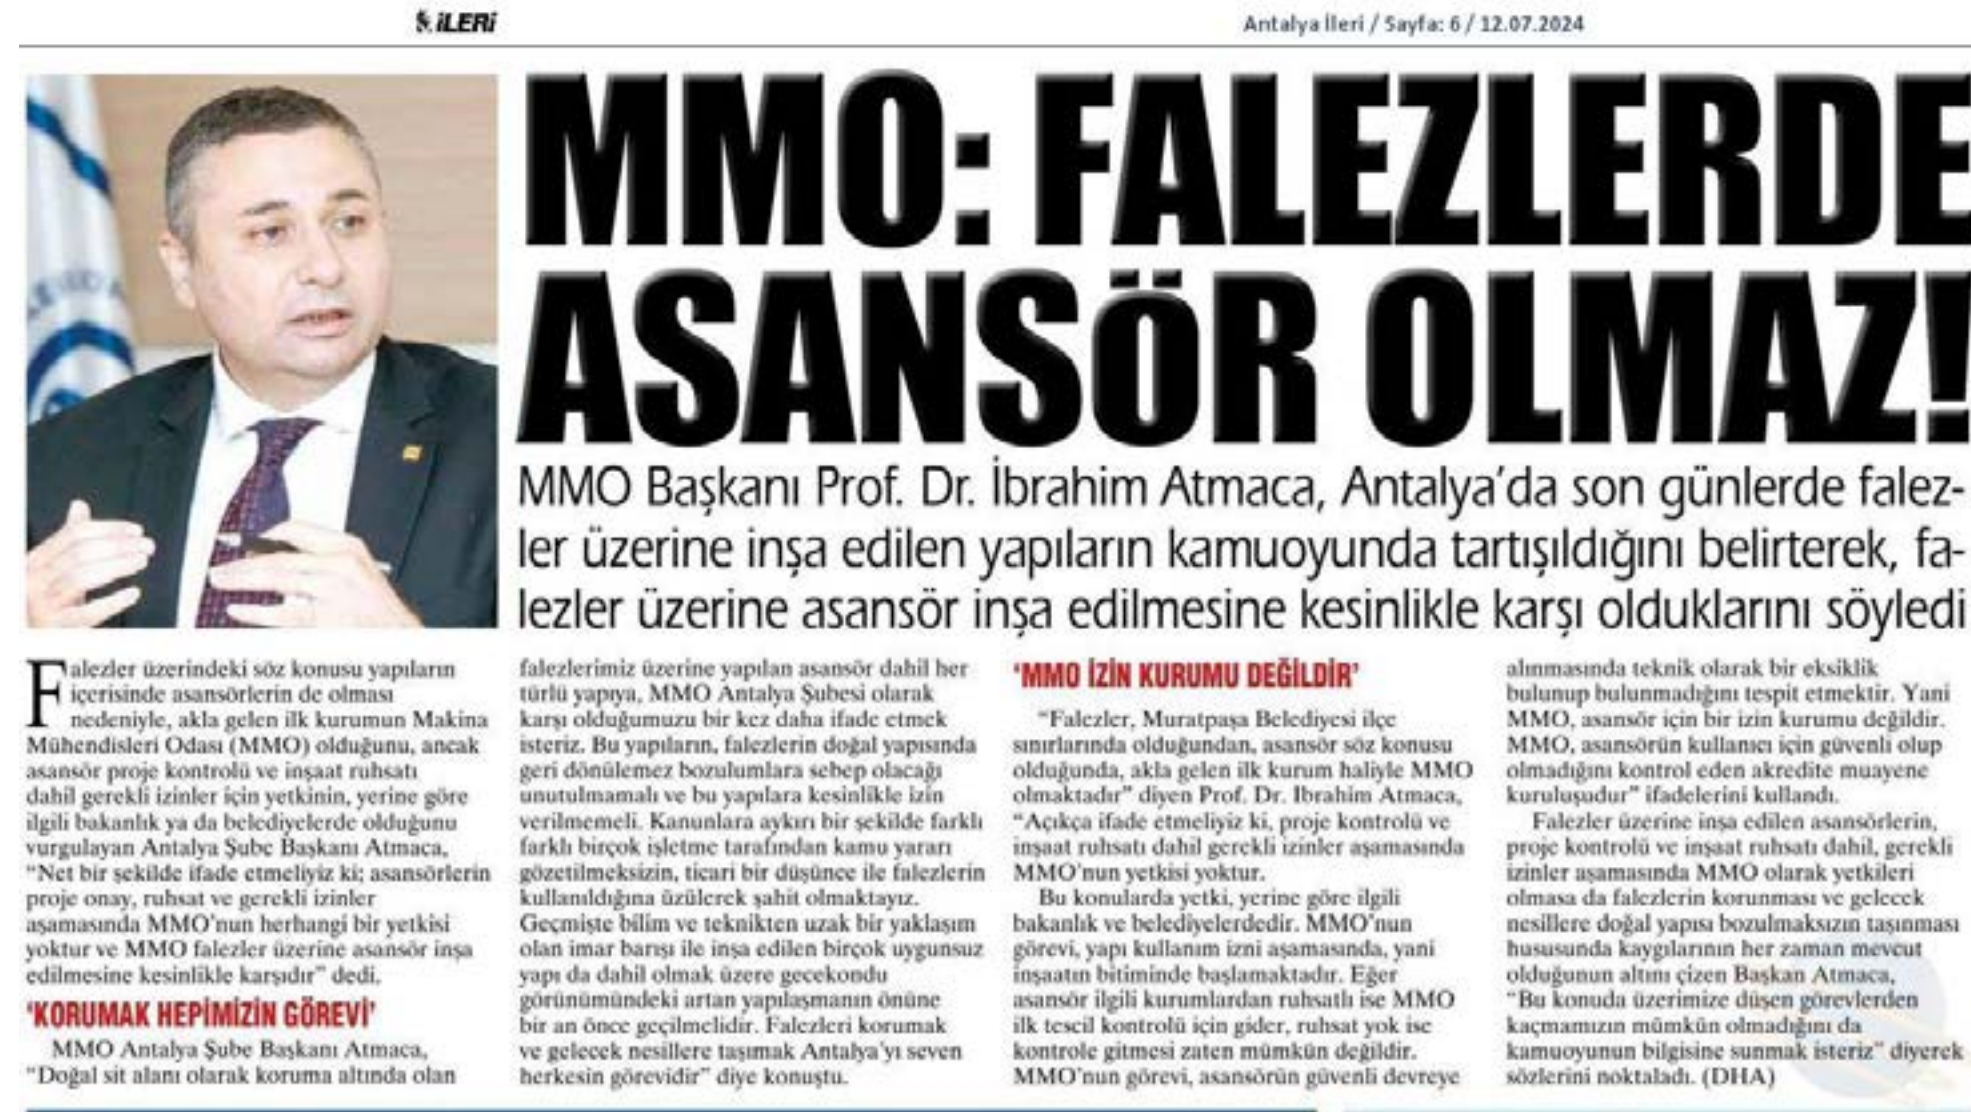 İLERİ
Antalya İleri / Sayfa: 6 / 12.07.2024
MMO: FALEZLERDE
ASANSÖR OLMAZ!
MMO Başkanı Prof. Dr. İbrahim Atmaca, Antalya'da son günlerde falez-
ler üzerine inşa edilen yapıların kamuoyunda tartışıldığını belirterek, fa-
lezler üzerine asansör inşa edilmesine kesinlikle karşı olduklarını söyledi
Falezler üzerindeki söz konusu yapıların
içerisinde asansörlerin de olması
nedeniyle, akla gelen ilk kurumun Makina
Mühendisleri Odası (MMO) olduğunu, ancak
asansör proje kontrolü ve inşaat ruhsatı
dahil gerekli izinler için yetkinin, yerine göre
ilgili bakanlık ya da belediyelerde olduğunu
vurgulayan Antalya Şube Başkanı Atmaca,
"Net bir şekilde ifade etmeliyiz ki; asansörlerin
proje onay, ruhsat ve gerekli izinler
aşamasında MMO'nun herhangi bir yetkisi
yoktur ve MMO falezler üzerine asansör inşa
edilmesine kesinlikle karşıdır" dedi.
'KORUMAK HEPİMİZİN GÖREVİ'
MMO Antalya Şube Başkanı Atmaca,
"Doğal sit alanı olarak koruma altında olan
falezlerimiz üzerine yapılan asansör dahil her
türlü yapıya, MMO Antalya Şubesi olarak
karşı olduğumuzu bir kez daha ifade etmek
isteriz. Bu yapıların, falezlerin doğal yapısında
geri dönülemez bozulumlara sebep olacağı
unutulmamalı ve bu yapılara kesinlikle izin
verilmemeli. Kanunlara aykırı bir şekilde farklı
farklı birçok işletme tarafından kamu yararı
gözetilmeksizin, ticari bir düşünce ile falezlerin
kullanıldığına üzülerek şahit olmaktayız.
Geçmişte bilim ve teknikten uzak bir yaklaşım
olan imar barışı ile inşa edilen birçok uygunsuz
yapı da dahil olmak üzere gecekondu
görünümündeki artan yapılaşmanın önüne
bir an önce geçilmelidir. Falezleri korumak
ve gelecek nesillere taşımak Antalya'yı seven
herkesin görevidir" diye konuştu.
'MMO İZİN KURUMU DEĞİLDİR'
"Falezler, Muratpaşa Belediyesi ilçe
sınırlarında olduğundan, asansör söz konusu
olduğunda, akla gelen ilk kurum haliyle MMO
olmaktadır" diyen Prof. Dr. İbrahim Atmaca,
"Açıkça ifade etmeliyiz ki, proje kontrolü ve
inşaat ruhsatı dahil gerekli izinler aşamasında
MMO'nun yetkisi yoktur.
Bu konularda yetki, yerine göre ilgili
bakanlık ve belediyelerdedir. MMO'nun
görevi, yapı kullanım izni aşamasında, yani
inşaatın bitiminde başlamaktadır. Eğer
asansör ilgili kurumlardan ruhsatlı ise MMO
ilk tescil kontrolü için gider, ruhsat yok ise
kontrole gitmesi zaten mümkün değildir.
MMO'nun görevi, asansörün güvenli devreye
alınmasında teknik olarak bir eksiklik
bulunup bulunmadığını tespit etmektir. Yani
MMO, asansör için bir izin kurumu değildir.
MMO, asansörün kullanıcı için güvenli olup
olmadığını kontrol eden akredite muayene
kuruluşudur" ifadelerini kullandı.
Falezler üzerine inşa edilen asansörlerin,
proje kontrolü ve inşaat ruhsatı dahil, gerekli
izinler aşamasında MMO olarak yetkileri
olmasa da falezlerin korunması ve gelecek
nesillere doğal yapısı bozulmaksızın taşınması
hususunda kaygılarının her zaman mevcut
olduğunun altını çizen Başkan Atmaca,
"Bu konuda üzerimize düşen görevlerden
kaçmamızın mümkün olmadığını da
kamuoyunun bilgisine sunmak isteriz" diyerek
sözlerini noktaladı. (DHA)